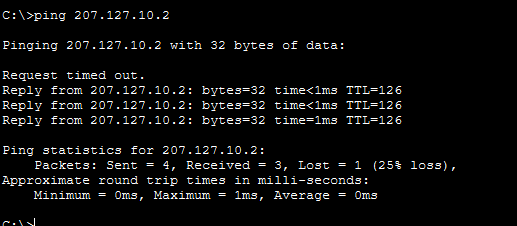 C:\>ping 207.127.10.2
Pinging 207.127.10.2 with 32 bytes of data:
Request timed out.
Reply from 207.127.10.2: bytes=32 time<1ms TTL=126
Reply from 207.127.10.2: bytes=32 time<1ms TTL=126
Reply from 207.127.10.2: bytes=32 time=1ms TTL=126
Ping statistics for 207.127.10.2:
Packets: Sent = 4, Received = 3, Lost = 1 (25% loss),
Approximate round trip times in milli-seconds:
Minimum = 0ms, Maximum = 1ms, Average = 0ms
C:\>